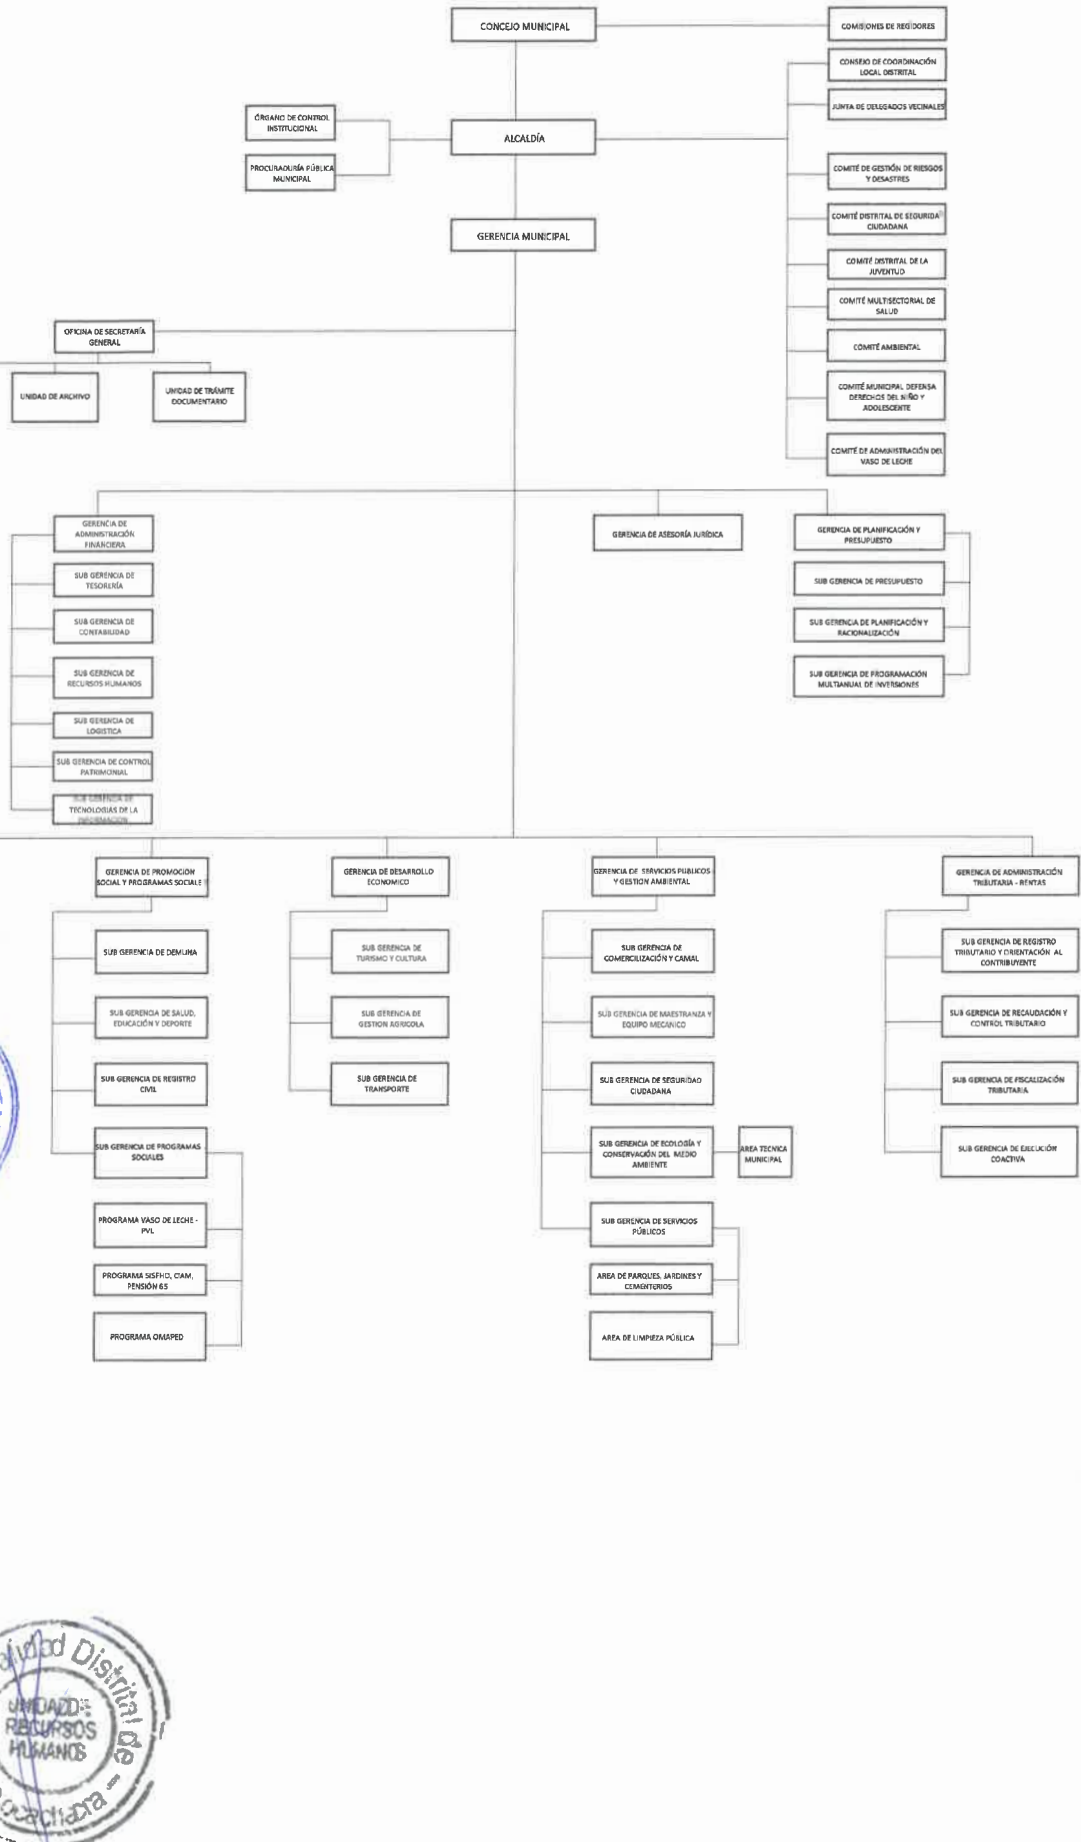 CONCEJO MUNICIPAL
COMISIONES DE REGIDORES
CONSEJO DE COORDINACIÓN
LOCAL DISTRITAL
JUNTA DE DELEGADOS VECINALES
ÓRGANO DE CONTROL
INSTITUCIONAL
ALCALDÍA
PROCURADURÍA PÚBLICA
MUNICIPAL
COMITÉ DE GESTIÓN DE RIESGOS
Y DESASTRES
COMITÉ DISTRITAL DE SEGURIDA
CIUDADANA
GERENCIA MUNICIPAL
COMITÉ DISTRITAL DE LA
JUVENTUD
COMITÉ MULTISECTORIAL DE
SALUD
OFICINA DE SECRETARÍA
GENERAL
COMITÉ AMBIENTAL
UNIDAD DE ARCHIVO
UNIDAD DE TRÁMITE
DOCUMENTARIO
COMITÉ MUNICIPAL DEFENSA
DERECHOS DEL NIÑO Y
ADOLESCENTE
COMITÉ DE ADMINISTRACIÓN DEL
VASO DE LECHE
GERENCIA DE
ADMINISTRACIÓN
FINANCIERA
GERENCIA DE ASESORÍA JURÍDICA
GERENCIA DE PLANIFICACIÓN Y
PRESUPUESTO
SUB GERENCIA DE
TESORERÍA
SUB GERENCIA DE PRESUPUESTO
SUB GERENCIA DE
CONTABILIDAD
SUB GERENCIA DE PLANIFICACIÓN Y
RACIONALIZACIÓN
SUB GERENCIA DE
RECURSOS HUMANOS
SUB GERENCIA DE PROGRAMACIÓN
MULTIANUAL DE INVERSIONES
SUB GERENCIA DE
LOGISTICA
SUB GERENCIA DE CONTROL
PATRIMONIAL
SUB GERENCIA DE
TECNOLOGIAS DE LA
INFORMACION
GERENCIA DE PROMOCION
SOCIAL Y PROGRAMAS SOCIALE
GERENCIA DE DESARROLLO
ECONOMICO
GERENCIA DE SERVICIOS PUBLICOS
Y GESTION AMBIENTAL
GERENCIA DE ADMINISTRACIÓN
TRIBUTARIA - RENTAS
SUB GERENCIA DE DEMUNA
SUB GERENCIA DE
TURISMO Y CULTURA
SUB GERENCIA DE
COMERCILIZACIÓN Y CAMAL
SUB GERENCIA DE REGISTRO
TRIBUTARIO Y ORIENTACIÓN AL
CONTRIBUYENTE
SUB GERENCIA DE SALUD,
EDUCACIÓN Y DEPORTE
SUB GERENCIA DE
GESTION AGRICOLA
SUB GERENCIA DE MAESTRANZA Y
EQUIPO MECANICO
SUB GERENCIA DE RECAUDACIÓN Y
CONTROL TRIBUTARIO
SUB GERENCIA DE REGISTRO
CIVIL
SUB GERENCIA DE
TRANSPORTE
SUB GERENCIA DE SEGURIDAD
CIUDADANA
SUB GERENCIA DE FISCALIZACIÓN
TRIBUTARIA
SUB GERENCIA DE PROGRAMAS
SOCIALES
SUB GERENCIA DE ECOLOGÍA Y
CONSERVACIÓN DEL MEDIO
AMBIENTE
AREA TECNICA
MUNICIPAL
SUB GERENCIA DE EJECUCIÓN
COACTIVA
PROGRAMA VASO DE LECHE -
PVL
SUB GERENCIA DE SERVICIOS
PÚBLICOS
PROGRAMA SISFHO, CIAM,
PENSIÓN 65
AREA DE PARQUES, JARDINES Y
CEMENTERIOS
PROGRAMA OMAPED
AREA DE LIMPIEZA PÚBLICA
alidad Distrital de
UNIDAD DE
RECURSOS
HUMANOS
ocachacra -